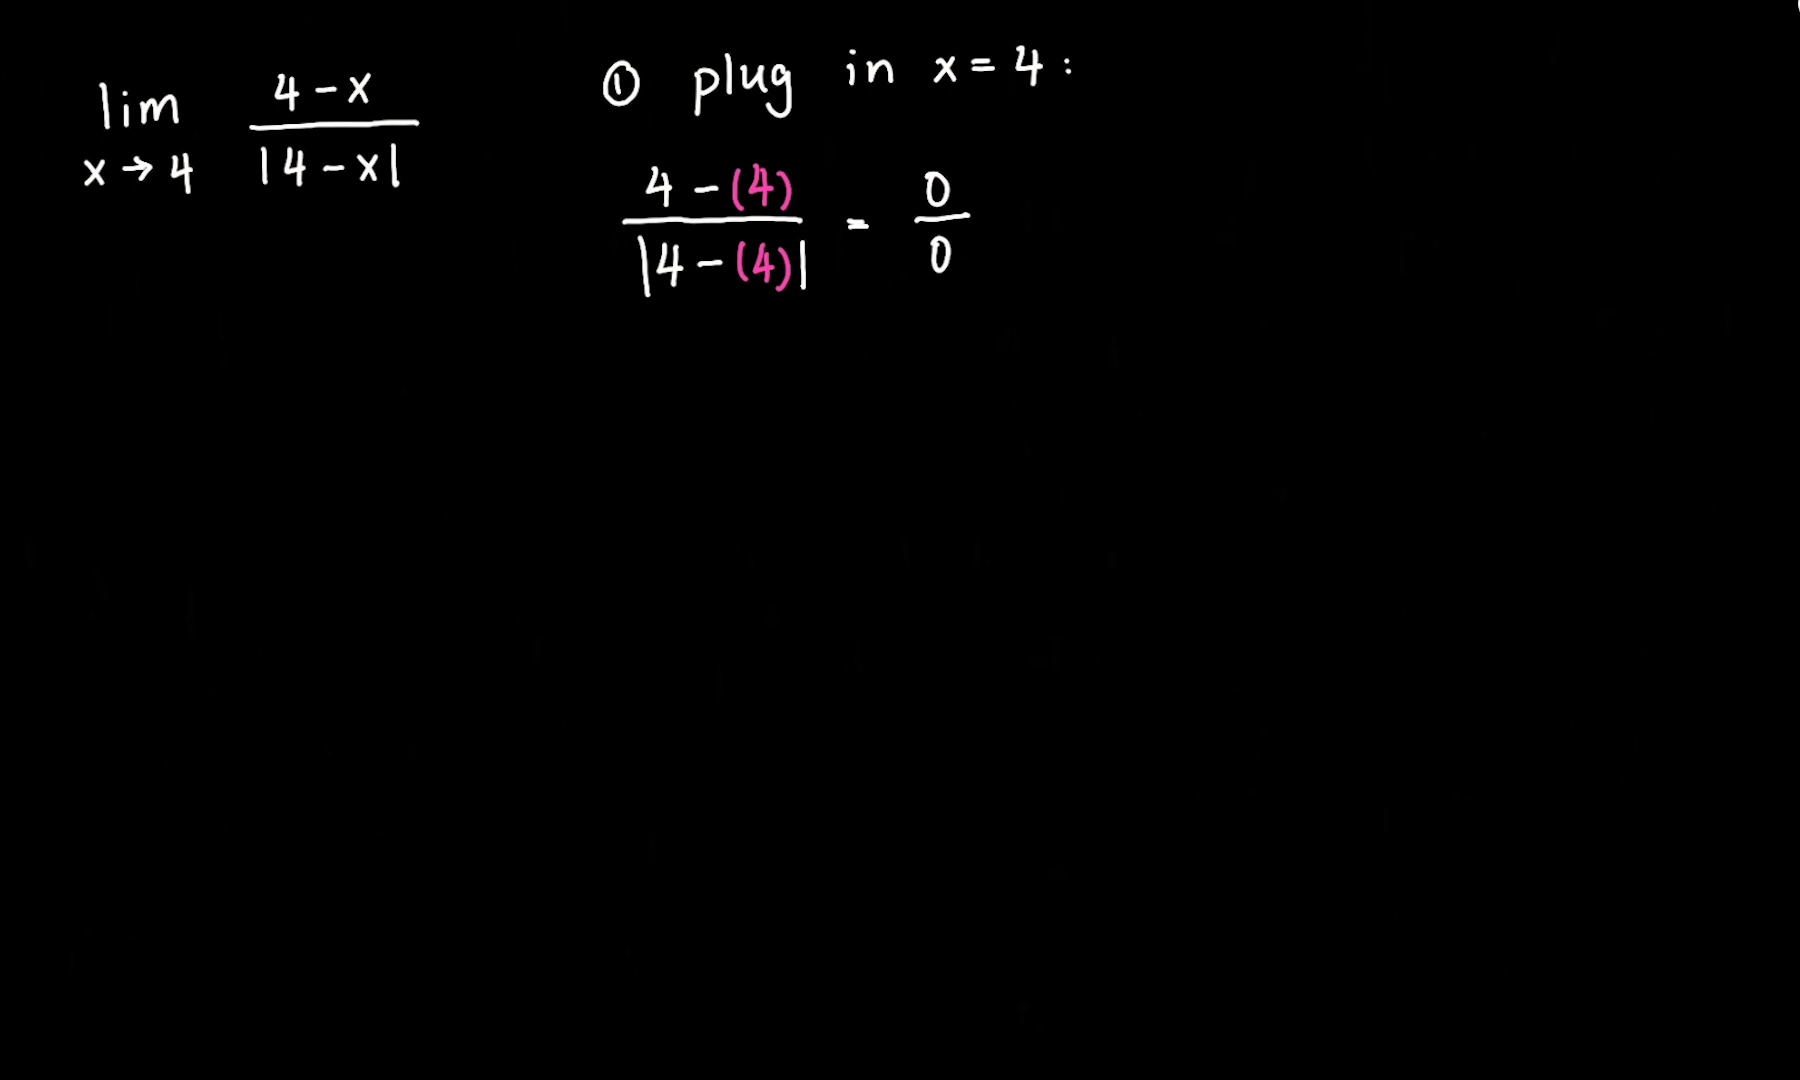 lim x→4 (4-x)/|4-x|
① plug in x = 4:
(4-(4))/|4-(4)| = 0/0